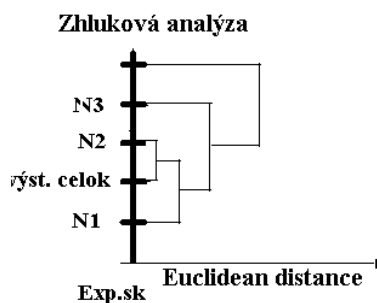 Zhluková analýza
N3
N2
výst. celok
N1
Euclidean distance
Exp.sk